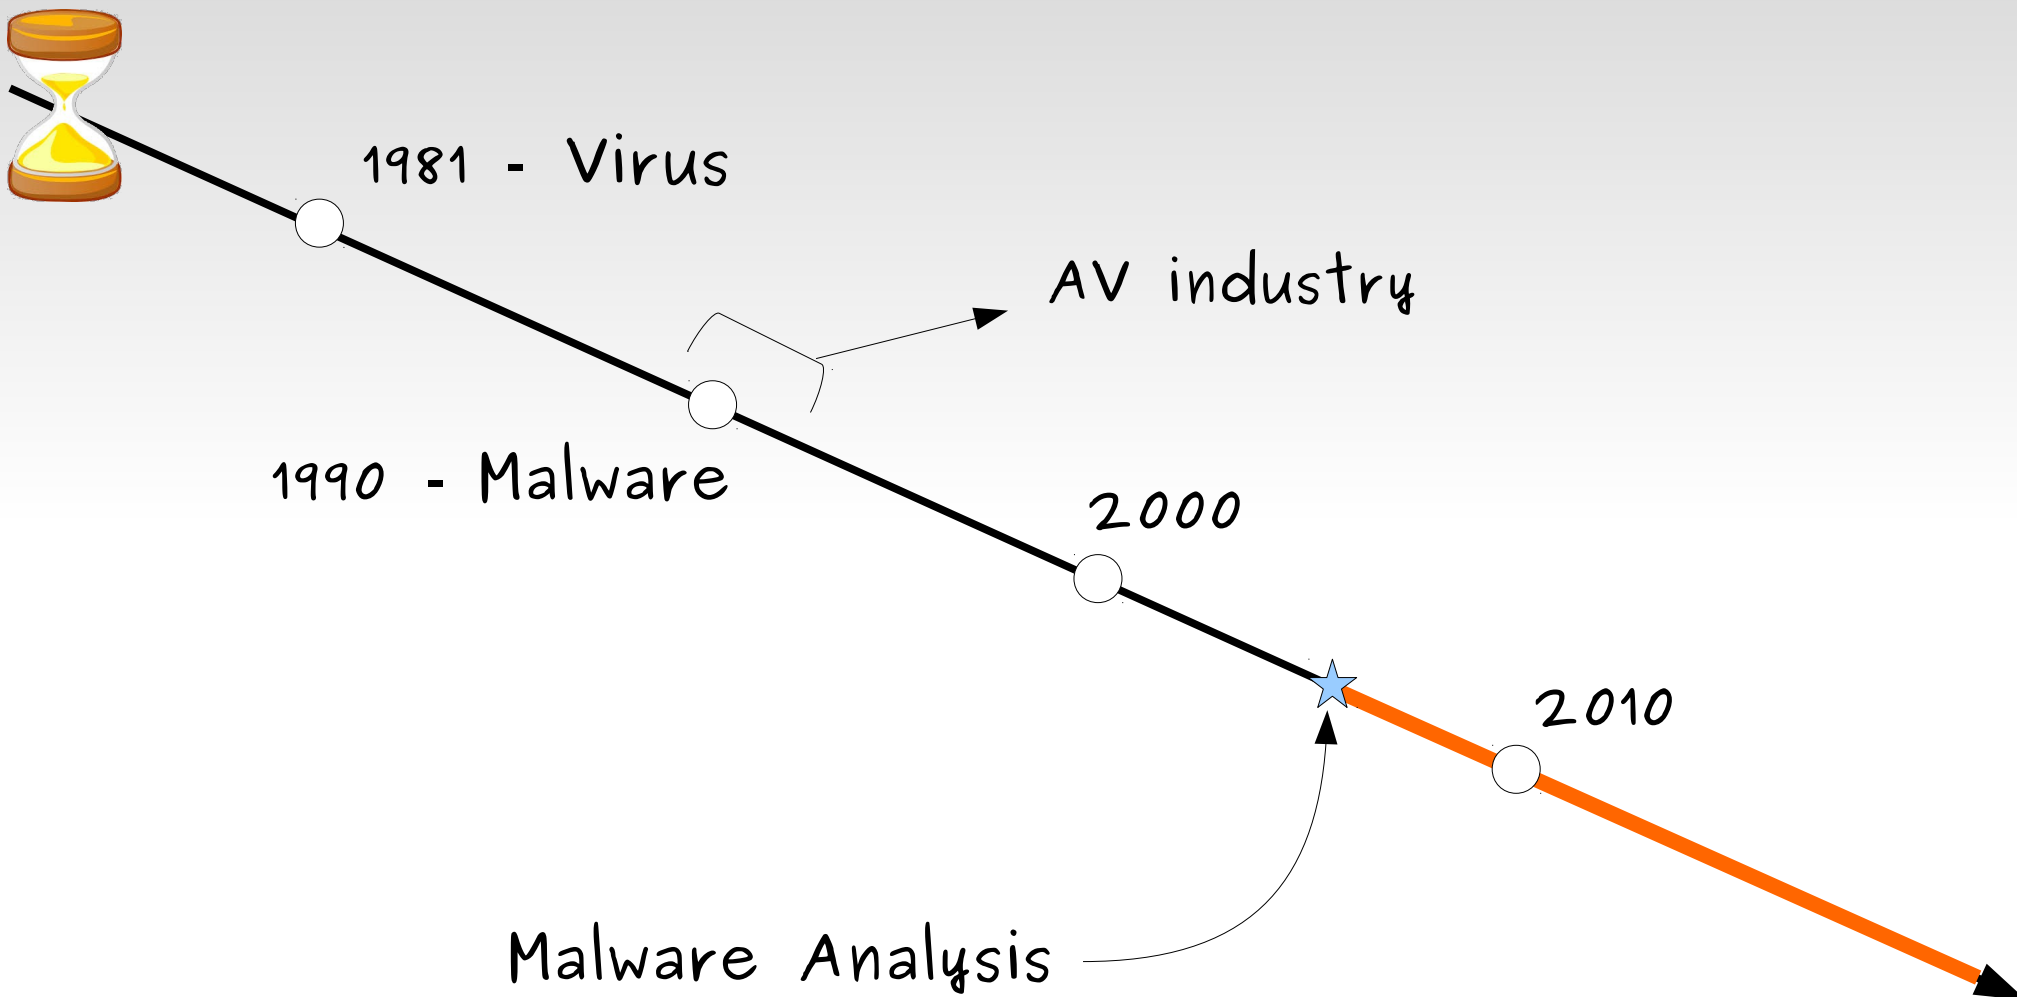 1981 - Virus
AV industry
1990 - Malware
2000
2010
Malware Analysis